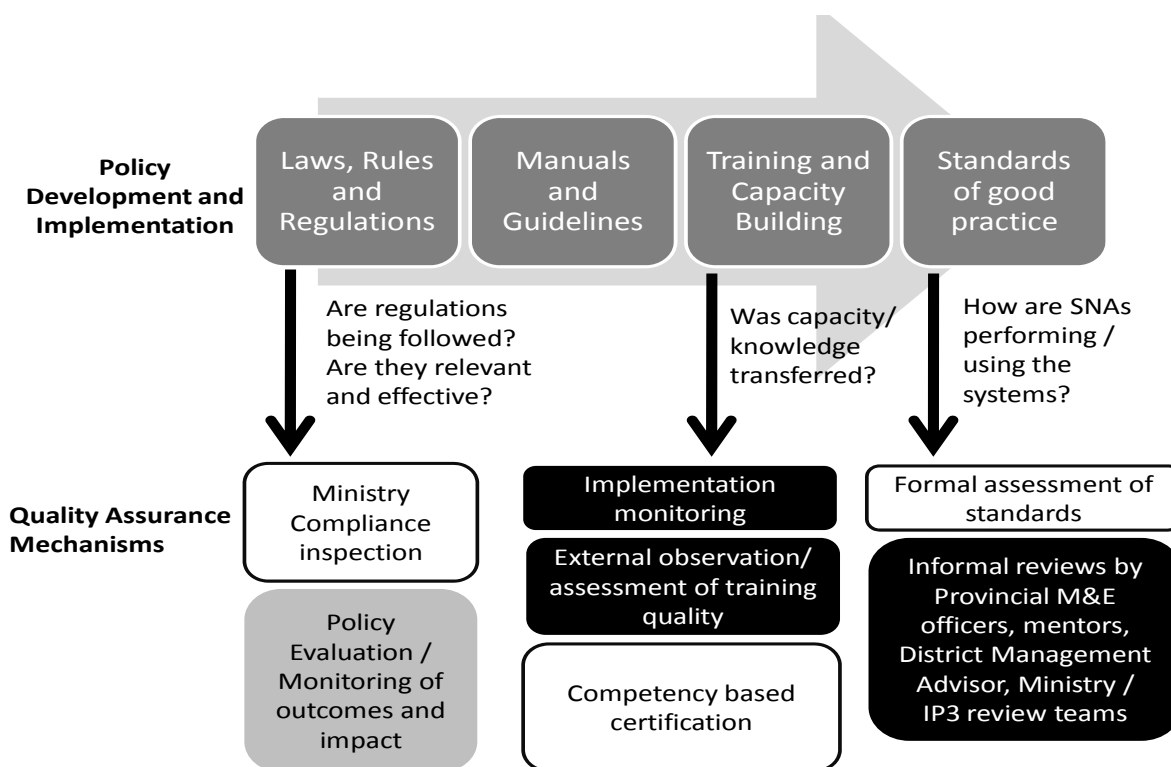 Policy
Development and
Implementation
Laws, Rules
and
Regulations
Manuals
and
Guidelines
Training and
Capacity
Building
Standards
of good
practice
Are regulations
being followed?
Are they relevant
and effective?
Was capacity/
knowledge
transferred?
How are SNAs
performing /
using the
systems?
Quality Assurance
Mechanisms
Ministry
Compliance
inspection
Policy
Evaluation /
Monitoring of
outcomes and
impact
Implementation
monitoring
External observation/
assessment of training
quality
Competency based
certification
Formal assessment of
standards
Informal reviews by
Provincial M&E
officers, mentors,
District Management
Advisor, Ministry /
IP3 review teams